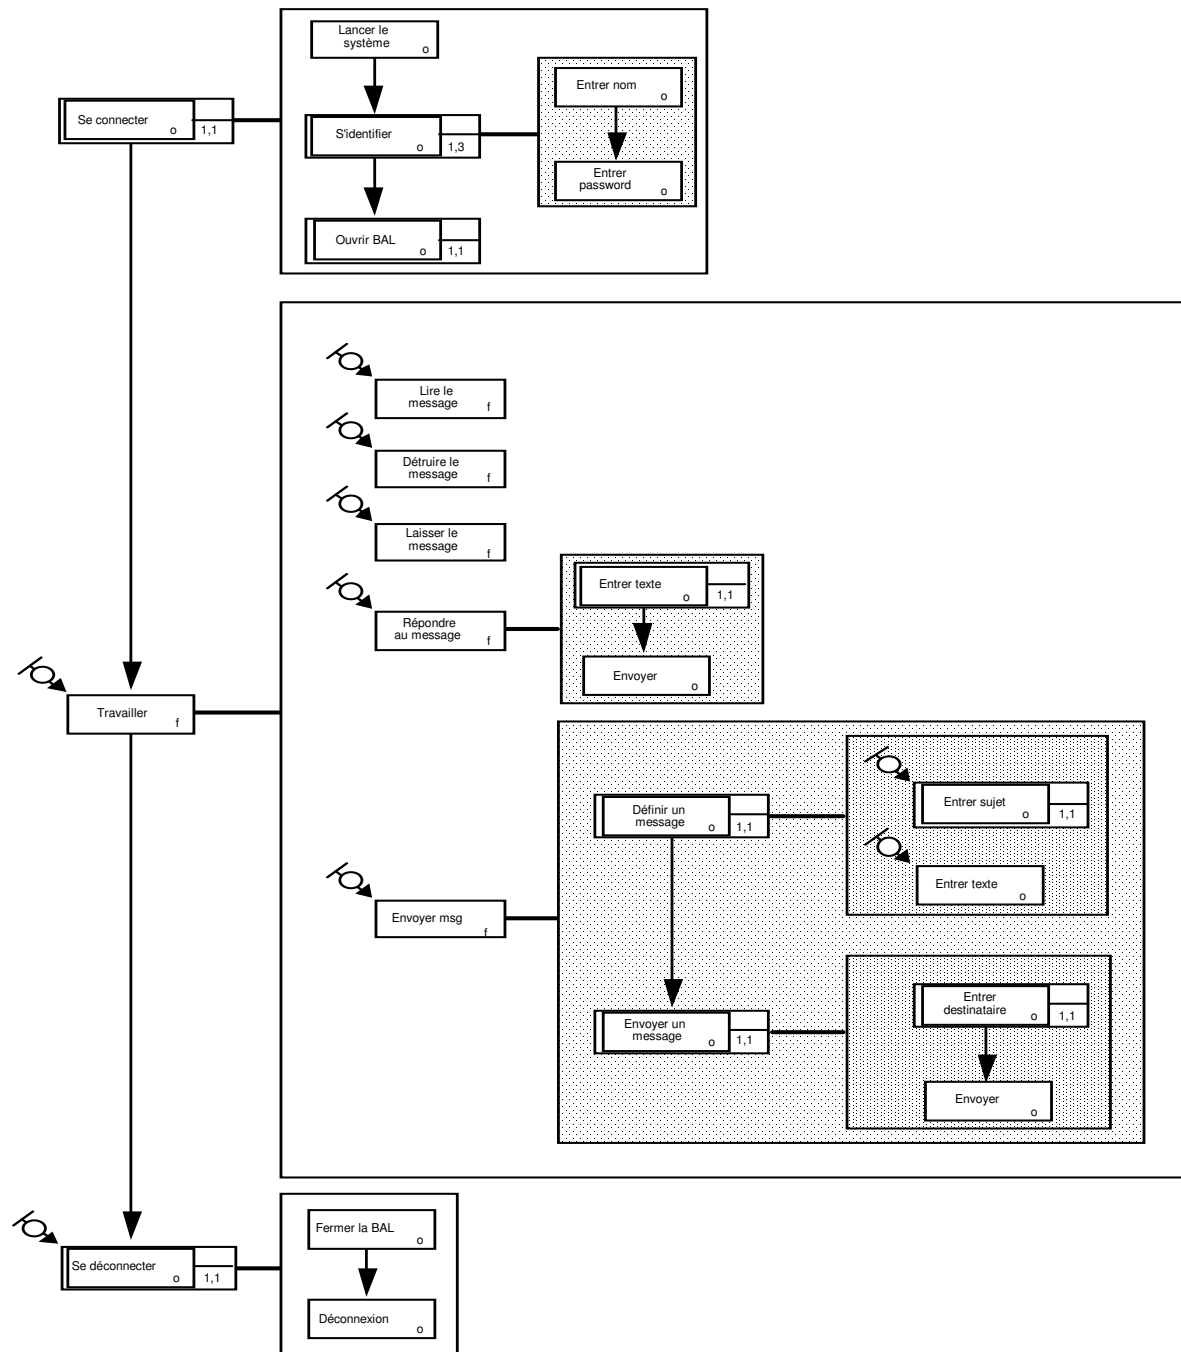 Lancer le
système
o
Entrer nom
o
Se connecter
o
1,1
S'identifier
o
1,3
Entrer
password
o
Ouvrir BAL
o
1,1
Lire le
message
f
Détruire le
message
f
Laisser le
message
f
Entrer texte
o
1,1
Répondre
au message
f
Envoyer
o
Travailler
f
Définir un
message
o
1,1
Entrer sujet
o
1,1
Entrer texte
o
Envoyer msg
f
Entrer
destinataire
o
1,1
Envoyer un
message
o
1,1
Envoyer
o
Fermer la BAL
o
Se déconnecter
o
1,1
Déconnexion
o